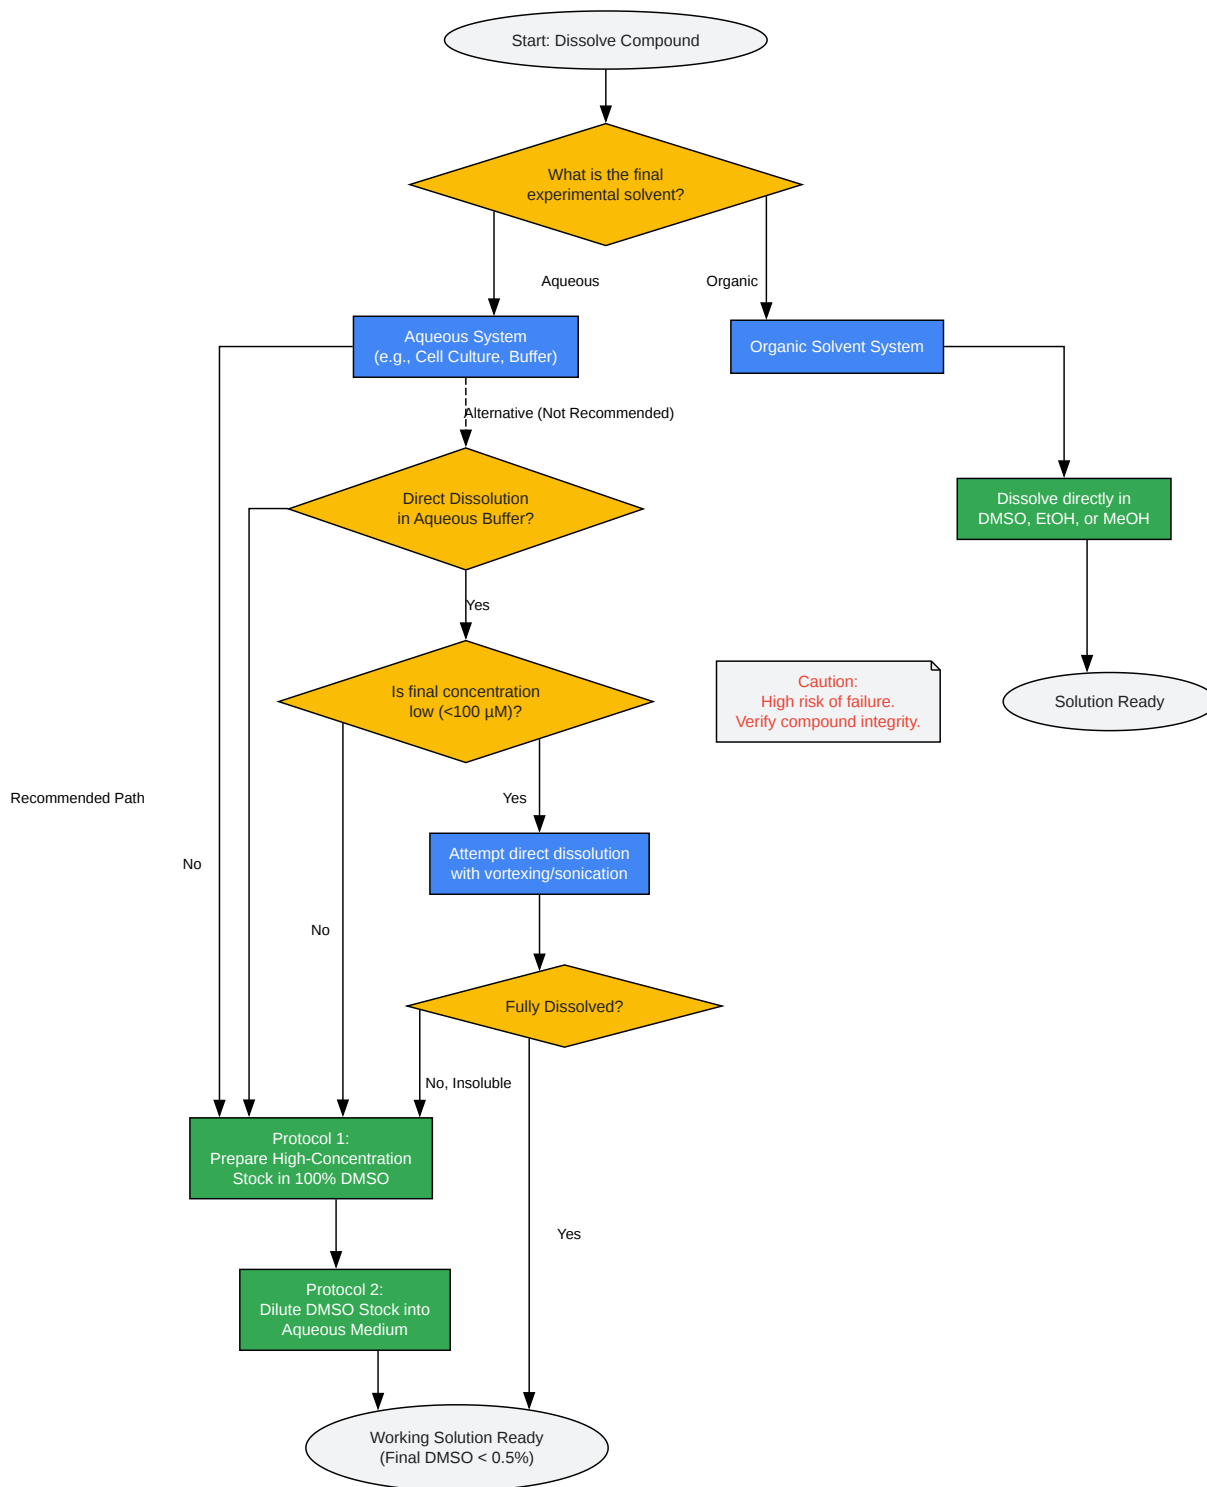 Start: Dissolve Compound
What is the final
experimental solvent?
Aqueous
Organic
Aqueous System
(e.g., Cell Culture, Buffer)
Organic Solvent System
Alternative (Not Recommended)
Direct Dissolution
in Aqueous Buffer?
Dissolve directly in
DMSO, EtOH, or MeOH
Yes
Is final concentration
low (<100 µM)?
Caution:
High risk of failure.
Verify compound integrity.
Solution Ready
Recommended Path
Yes
No
Attempt direct dissolution
with vortexing/sonication
No
Fully Dissolved?
No, Insoluble
Protocol 1:
Prepare High-Concentration
Stock in 100% DMSO
Yes
Protocol 2:
Dilute DMSO Stock into
Aqueous Medium
Working Solution Ready
(Final DMSO < 0.5%)